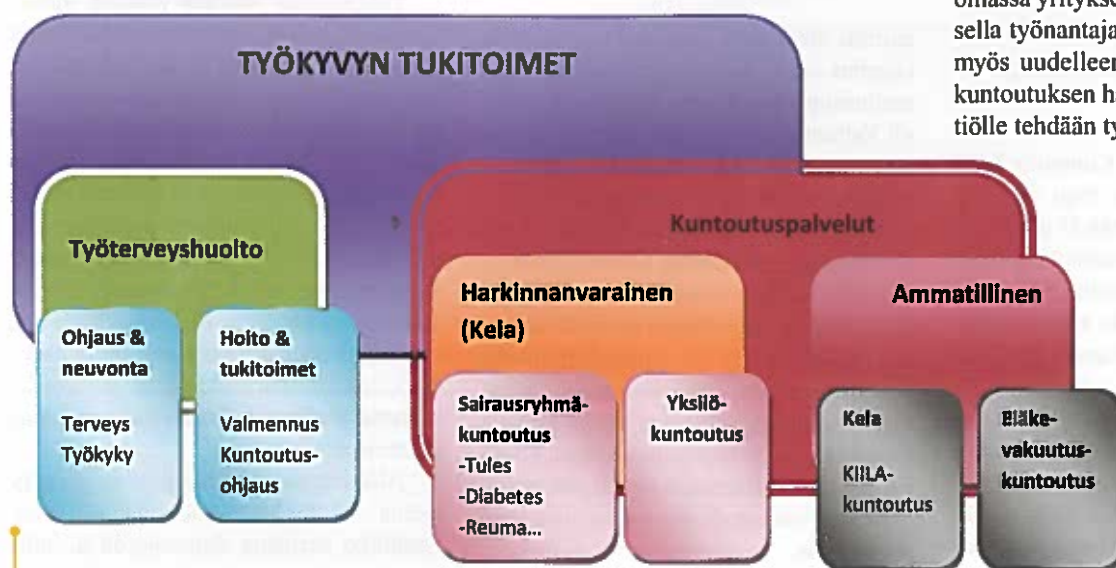 TYÖKYVYN TUKITOIMET
Työterveyshuolto
Ohjaus &
neuvonta
Terveys
Työkyky
Hoito &
tukitoimet
Valmennus
Kuntoutus-
ohjaus
Kuntoutuspalvelut
Harkinnanvarainen
(Kela)
Sairausryhmä-
kuntoutus
-Tules
-Diabetes
-Reuma...
Yksilö-
kuntoutus
Ammatillinen
Kela
KIILA-
kuntoutus
Eläke-
vakuutus-
kuntoutus
sella työnantaja
myös uudelleen
kuntoutuksen
tiölle tehdään